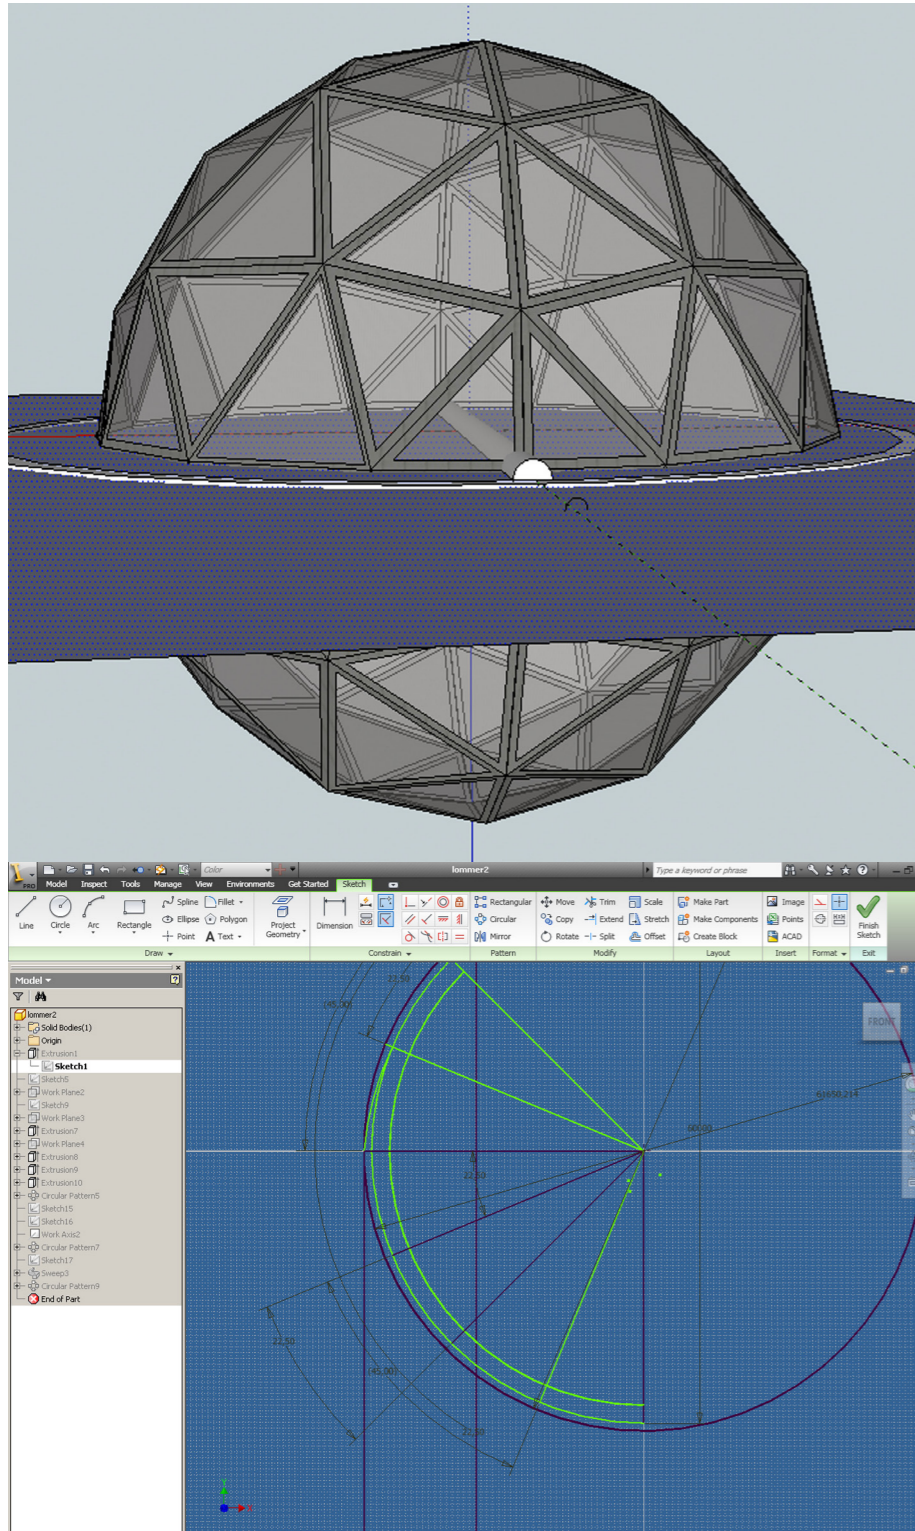 Color
lommer2
Type a keyword or phrase
PRO
Model Inspect Tools Manage View Environments Get Started Sketch
Line Circle Arc Rectangle Spline Fillet Ellipse Polygon Point Text Project Geometry Dimension Rectangular Circular Mirror Move Copy Rotate Trim Extend Split Scale Stretch Offset Make Part Make Components Create Block Image Points ACAD Finish Sketch
Draw Constrain Pattern Modify Layout Insert Format Exit
Model
lommer2
Solid Bodies(1)
Origin
Extrusion1
Sketch1
Sketch5
Work Plane2
Sketch9
Work Plane3
Extrusion7
Work Plane4
Extrusion8
Extrusion9
Extrusion10
Circular Pattern5
Sketch15
Sketch16
Work Axis2
Circular Pattern7
Sketch17
Sweep3
Circular Pattern9
End of Part
22,50
(45,00)
FRONT
22,50
22,50
(45,00)
22,50